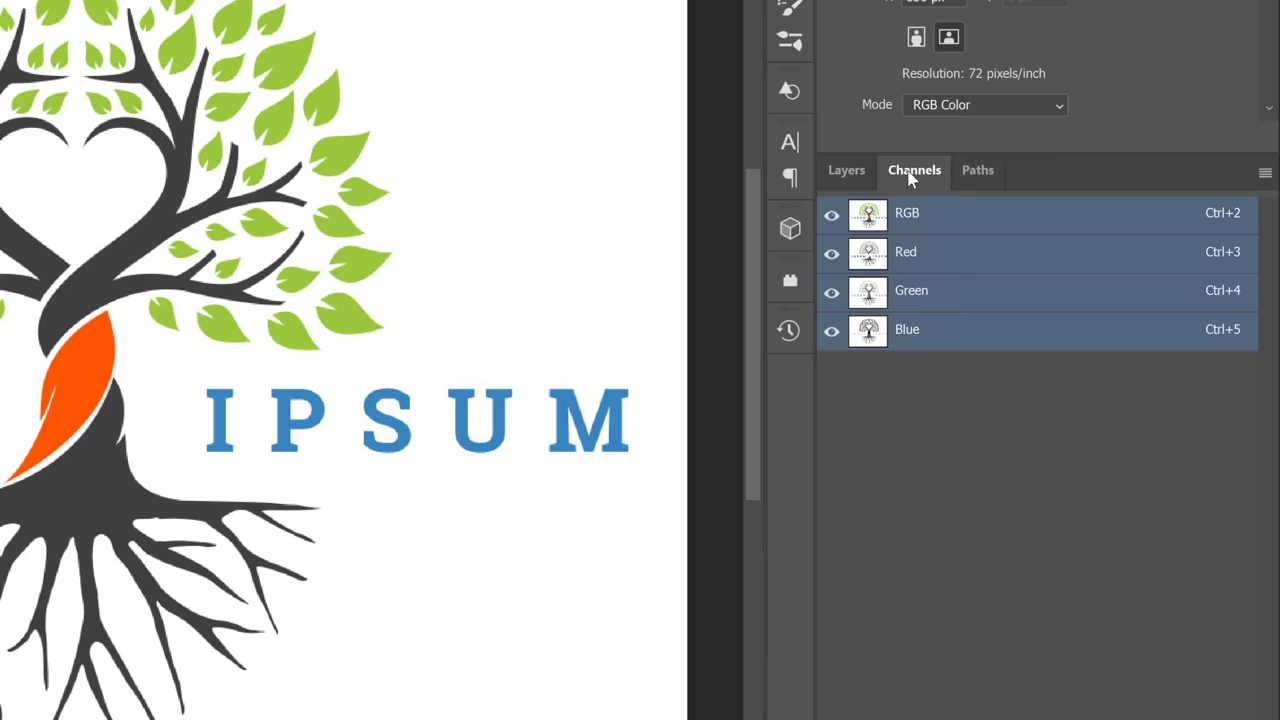 Resolution: 72 pixels/inch
Mode RGB Color
A|
Layers Channels Paths
RGB Ctrl+2
Red Ctrl+3
Green Ctrl+4
Blue Ctrl+5
IPSUM